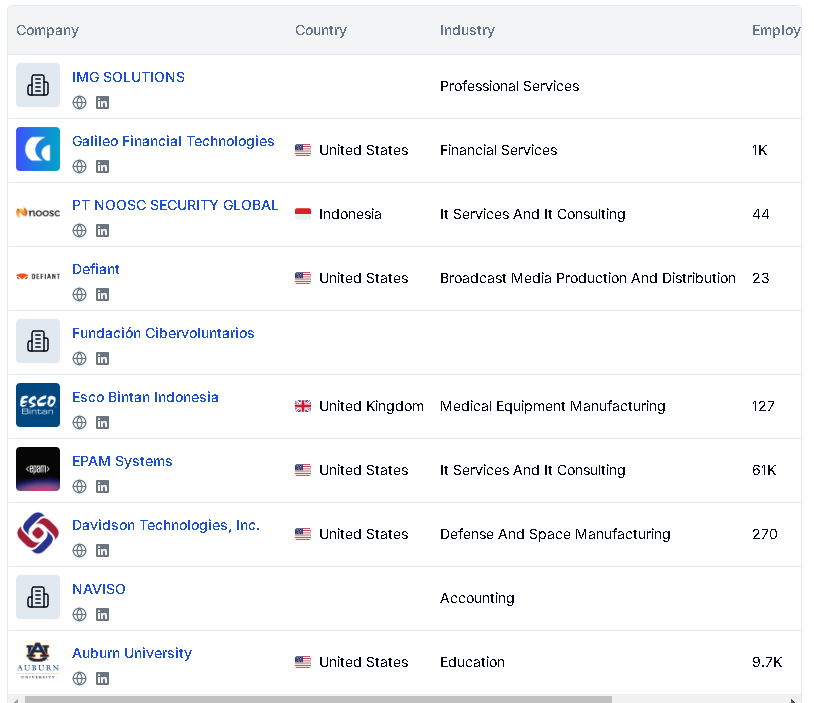 Company Country Industry Employ
IMG SOLUTIONS
Professional Services
Galileo Financial Technologies
United States Financial Services 1K
noosc
PT NOOSC SECURITY GLOBAL
Indonesia It Services And It Consulting 44
DEFIANT
Defiant
United States Broadcast Media Production And Distribution 23
Fundación Cibervoluntarios
ESCO
Bintan
Esco Bintan Indonesia
United Kingdom Medical Equipment Manufacturing 127
<epam>
EPAM Systems
United States It Services And It Consulting 61K
Davidson Technologies, Inc.
United States Defense And Space Manufacturing 270
NAVISO
Accounting
AUBURN
UNIVERSITY
Auburn University
United States Education 9.7K